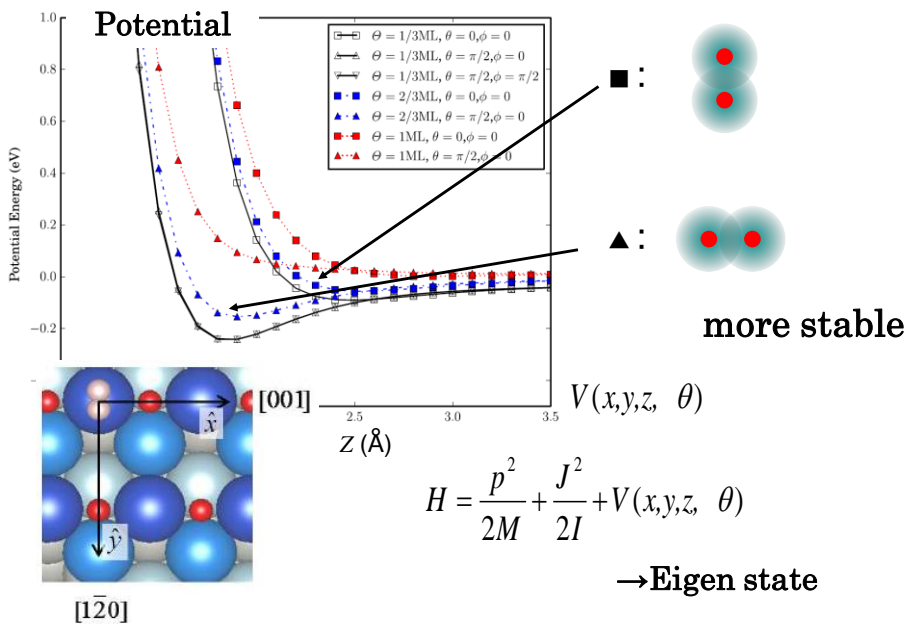 Potential
1.0
0.8
0.6
0.4
0.2
0.0
−0.2
Potential Energy (eV)
Θ = 1/3ML, θ = 0, ϕ = 0
Θ = 1/3ML, θ = π/2, ϕ = 0
Θ = 1/3ML, θ = π/2, ϕ = π/2
Θ = 2/3ML, θ = 0, ϕ = 0
Θ = 2/3ML, θ = π/2, ϕ = 0
Θ = 1ML, θ = 0, ϕ = 0
Θ = 1ML, θ = π/2, ϕ = 0
■ :
▲ :
more stable
2.5 3.0 3.5
Z (Å)
[001]
x̂
ŷ
[12̄0]
V(x,y,z, θ)
H = p²/2M + J²/2I + V(x,y,z, θ)
→Eigen state